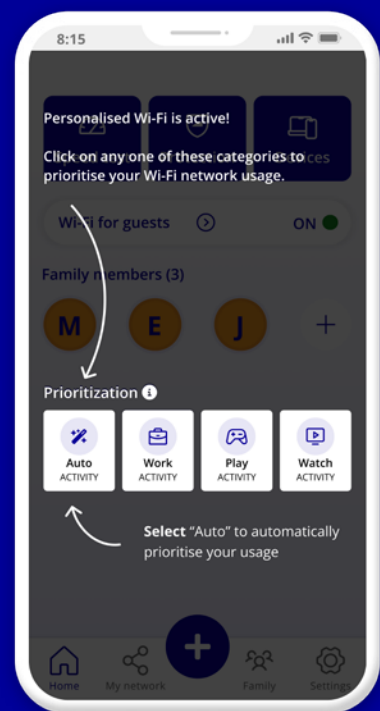 8:15
Personalised Wi-Fi is active!
Click on any one of these categories to
prioritise your Wi-Fi network usage.
Wi-Fi for guests
ON
Family members (3)
M
E
J
+
Prioritization i
Auto
ACTIVITY
Work
ACTIVITY
Play
ACTIVITY
Watch
ACTIVITY
Select “Auto” to automatically
prioritise your usage
+
Home
My network
Family
Settings